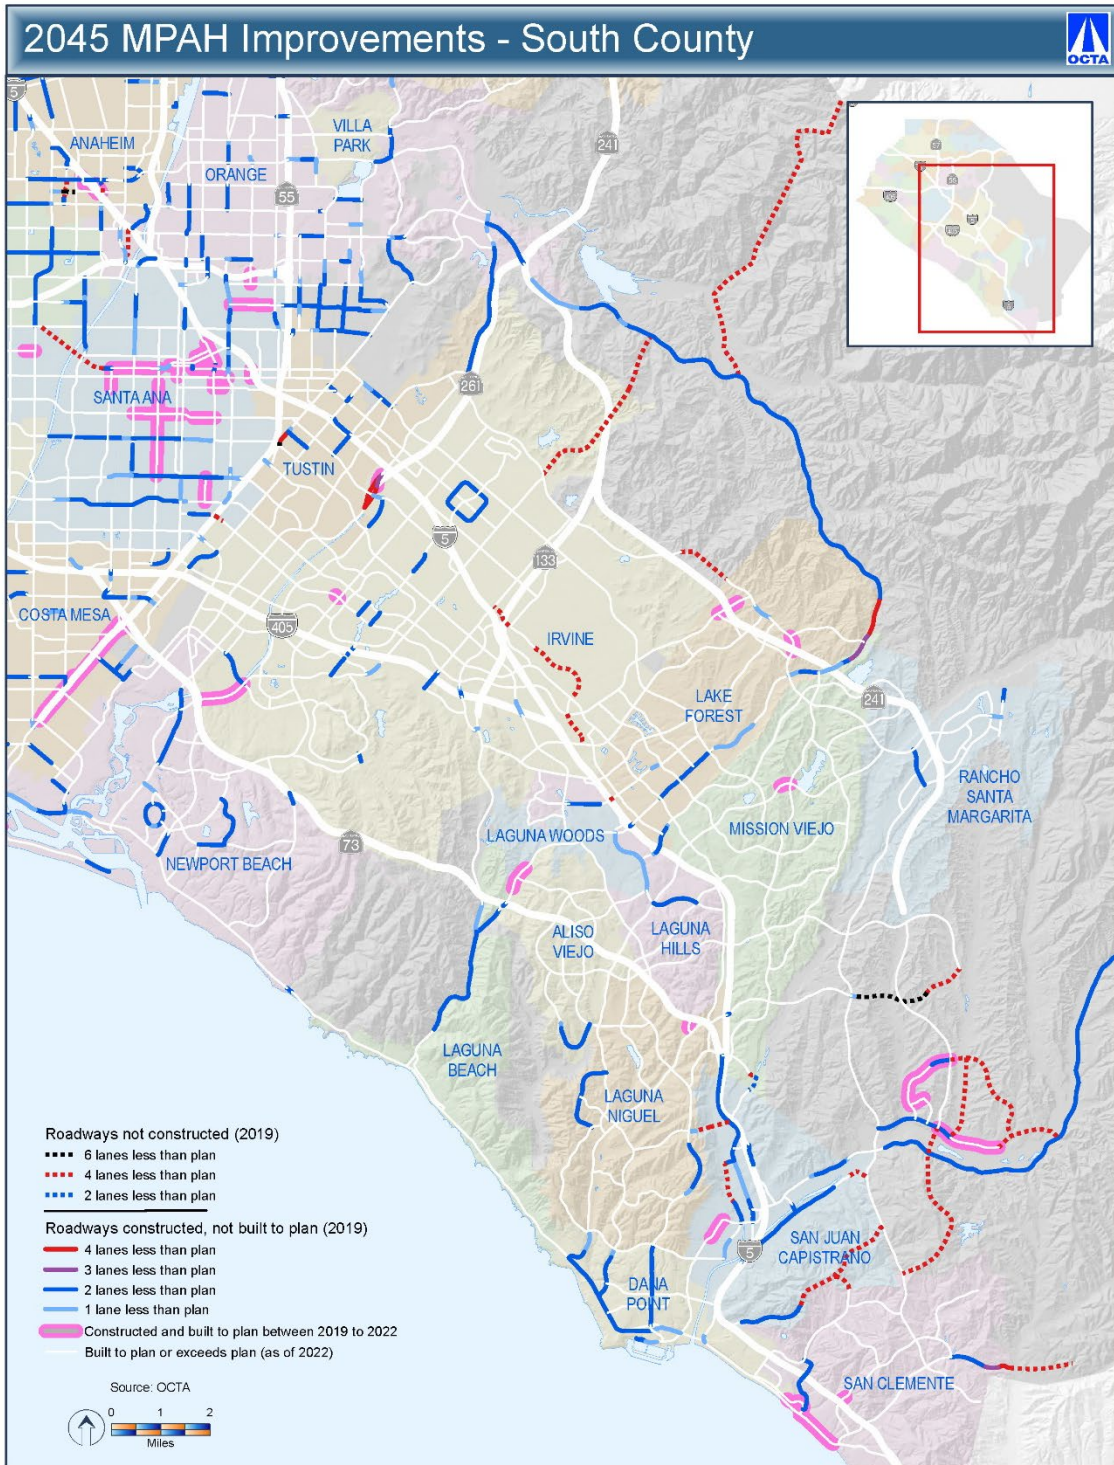 2045 MPAH Improvements - South County
OCTA
5
ANAHEIM
VILLA
PARK
ORANGE
55
241
SANTA ANA
261
TUSTIN
5
133
COSTA MESA
405
IRVINE
LAKE
FOREST
241
RANCHO
SANTA
MARGARITA
NEWPORT BEACH
73
LAGUNA WOODS
MISSION VIEJO
ALISO
VIEJO
LAGUNA
HILLS
LAGUNA
BEACH
LAGUNA
NIGUEL
SAN JUAN
CAPISTRANO
5
DANA
POINT
SAN CLEMENTE
Roadways not constructed (2019)
6 lanes less than plan
4 lanes less than plan
2 lanes less than plan
Roadways constructed, not built to plan (2019)
4 lanes less than plan
3 lanes less than plan
2 lanes less than plan
1 lane less than plan
Constructed and built to plan between 2019 to 2022
Built to plan or exceeds plan (as of 2022)
Source: OCTA
0 1 2
Miles